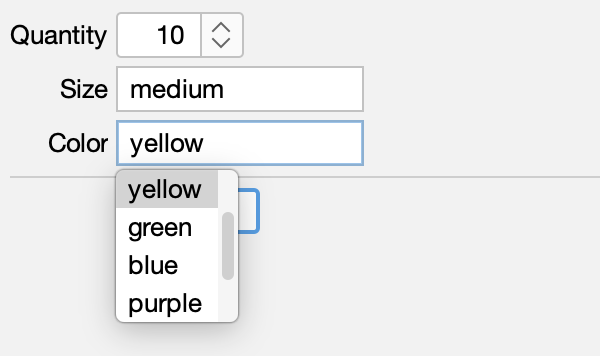 Quantity 10
Size medium
Color yellow
yellow
green
blue
purple